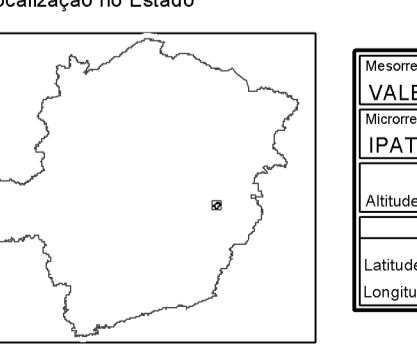 ocalização no Estado
Mesorre
VALE
Microrre
IPAT
Altitude
Latitude
Longitu